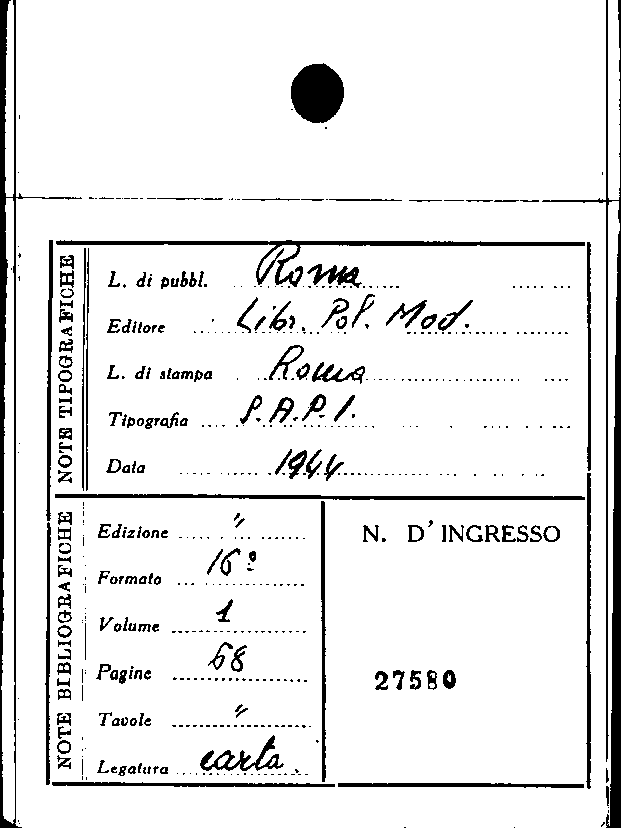 NOTE TIPOGRAFICHE
L. di pubbl. Roma
Editore Libr. Pol. Mod.
L. di stampa Roma
Tipografia S.A.P.I.
Data 1944
NOTE BIBLIOGRAFICHE
Edizione "
Formato 16º
Volume 1
Pagine 68
Tavole "
Legatura carta.
N. D'INGRESSO
27580